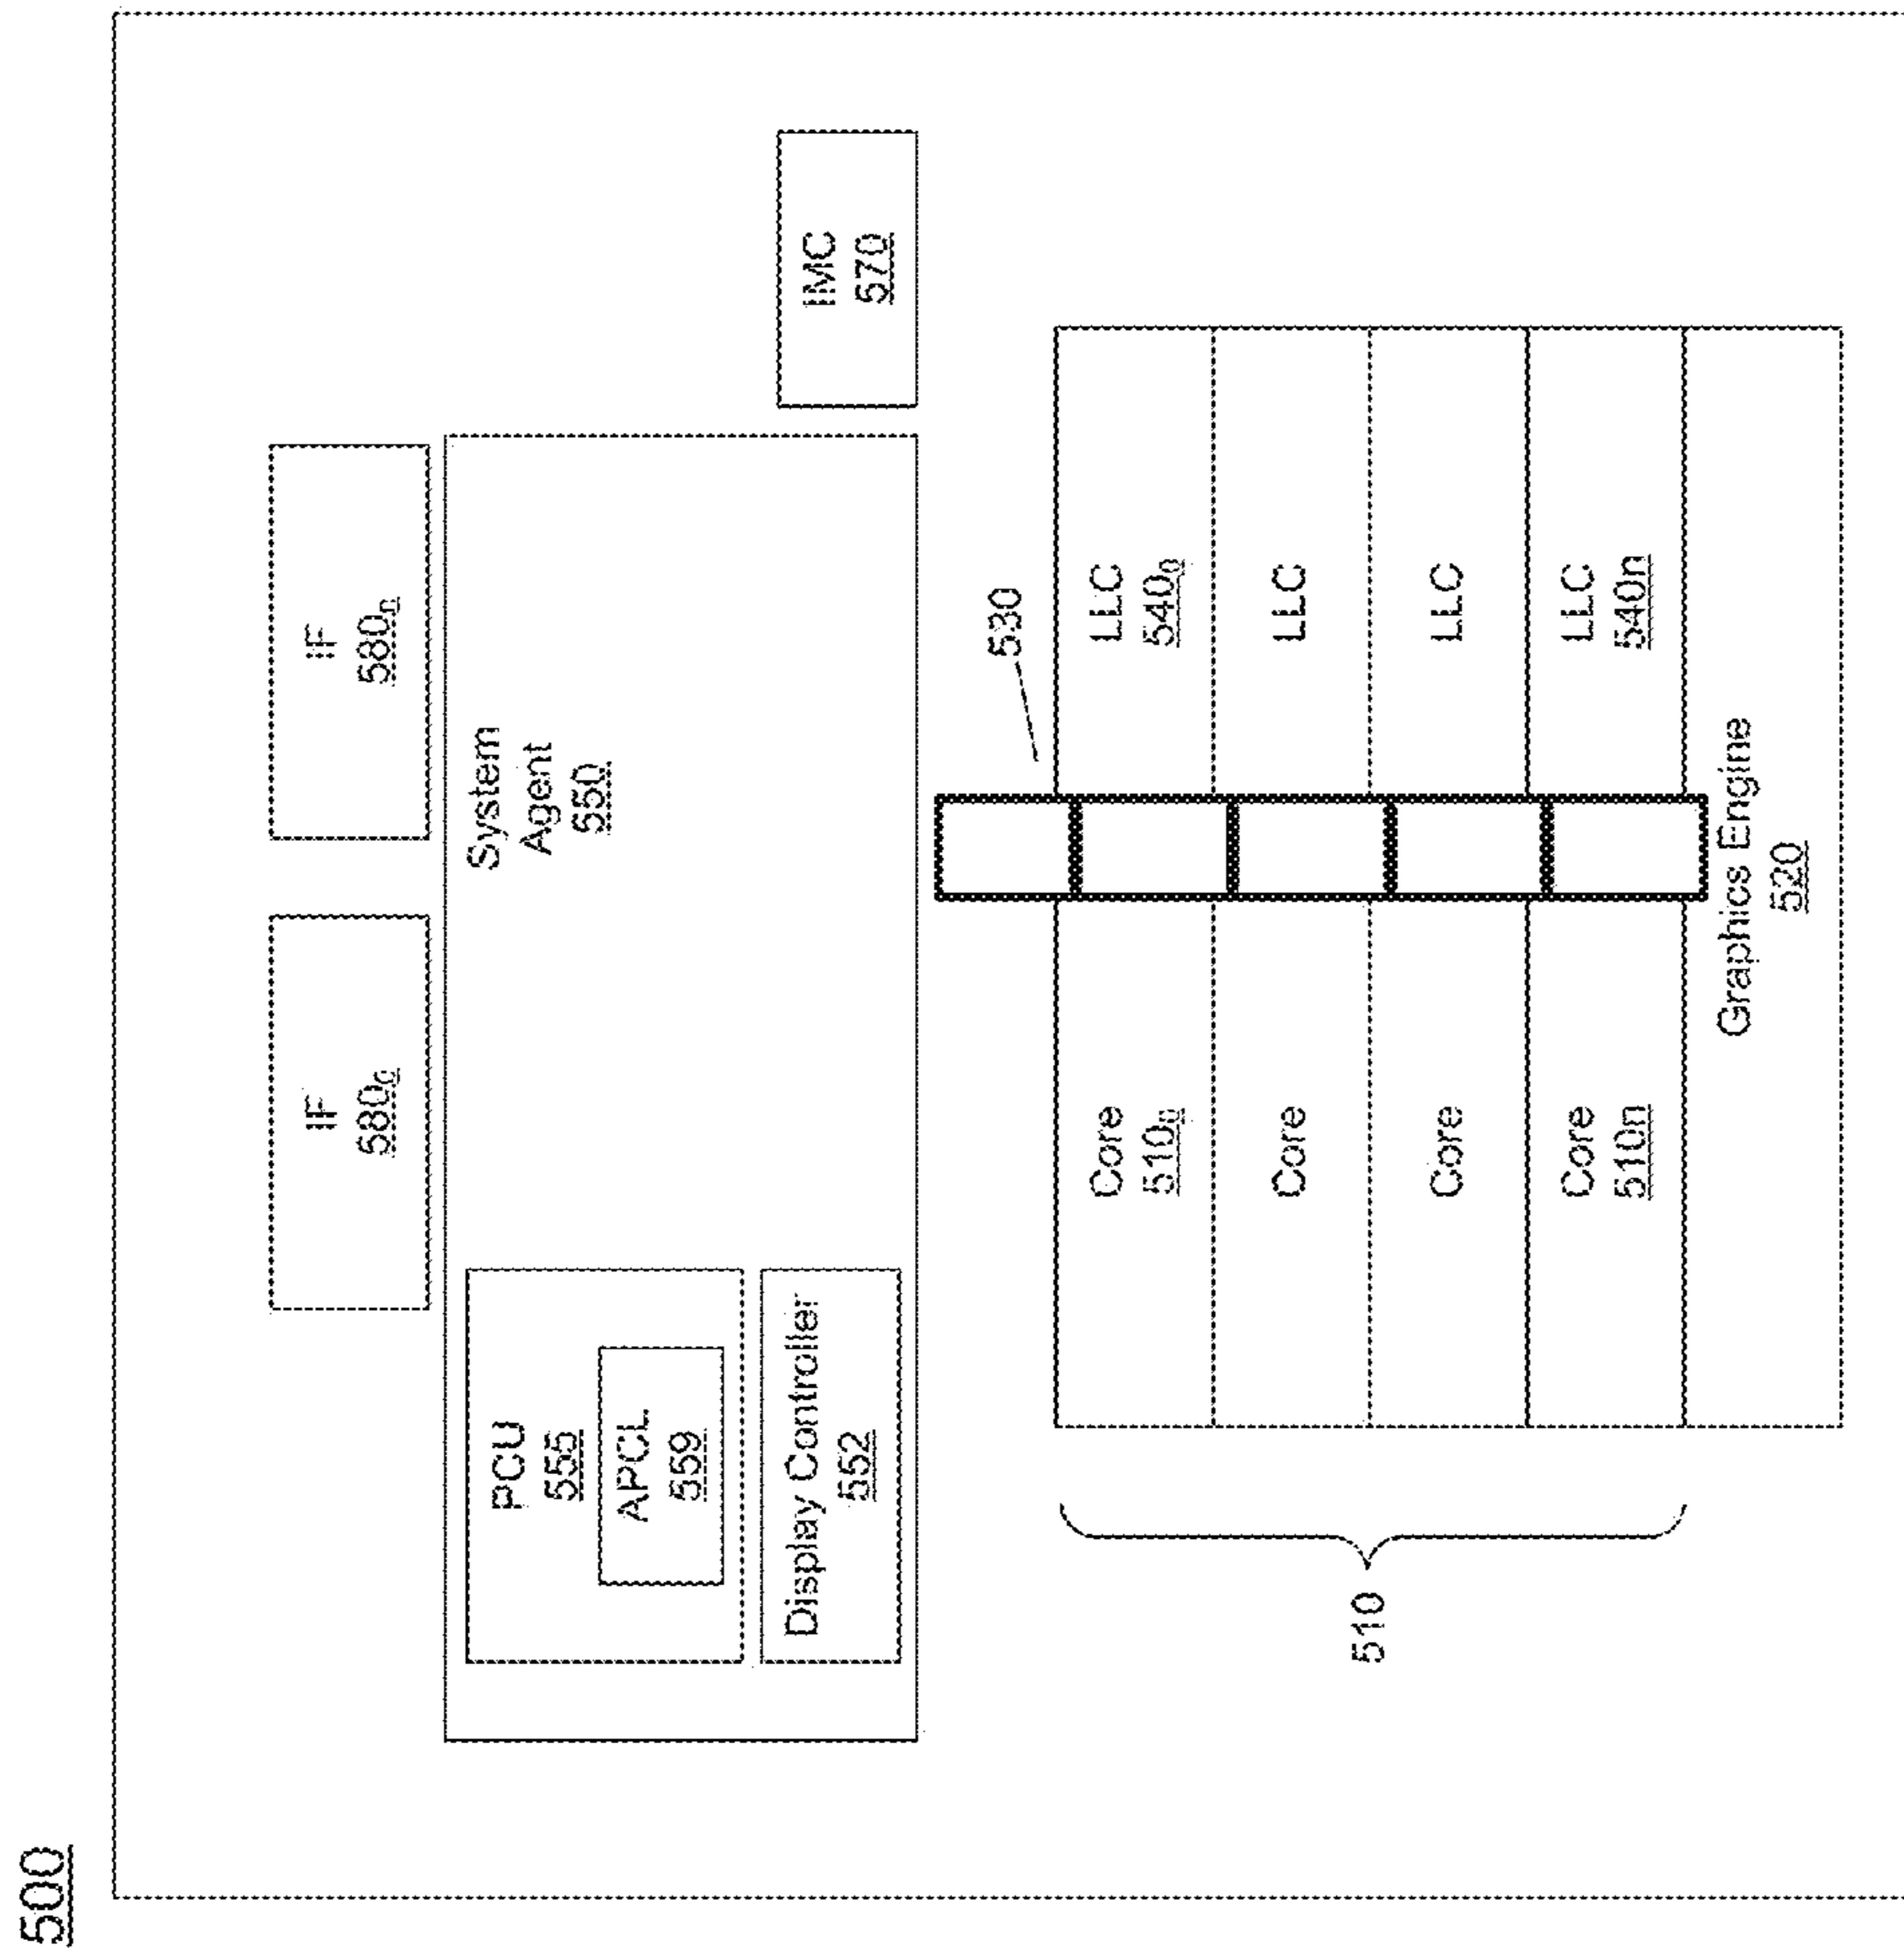 500
IF
580₀
IF
580ₙ
System
Agent
550
PCU
555
APCL
559
Display Controller
552
IMC
570
530
510
Core
510₀
LLC
540₀
Core
LLC
Core
LLC
Core
510n
LLC
540n
Graphics Engine
520